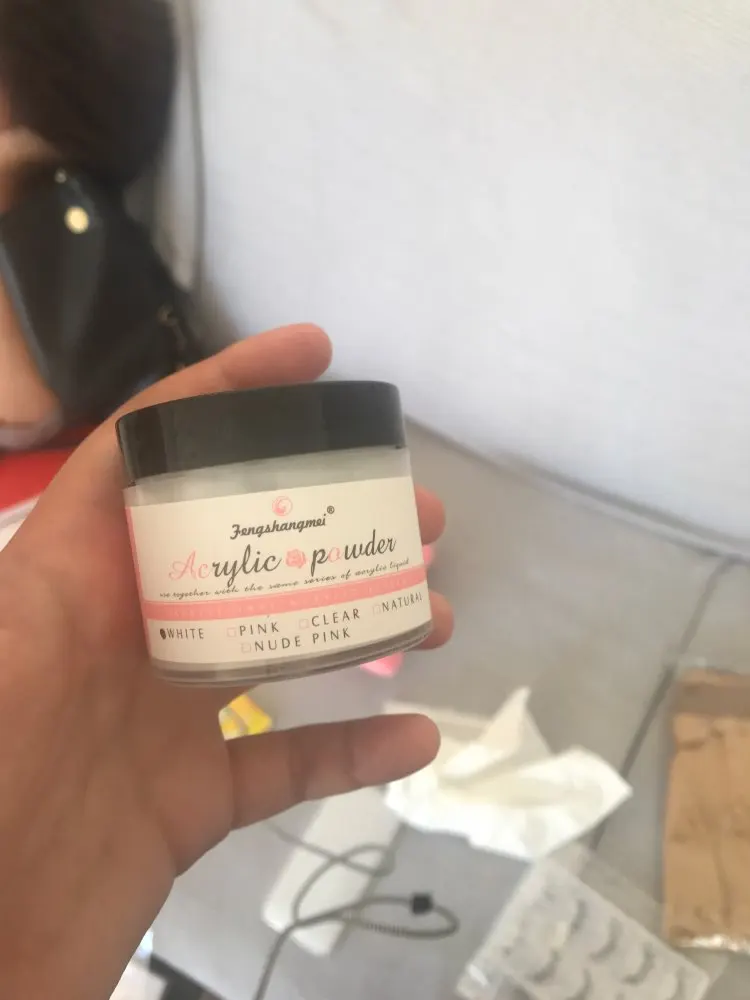 Fengshangmei®
Acrylic powder
use together with the same series of acrylic liquid
WHITE □PINK □CLEAR □NATURAL
□NUDE PINK